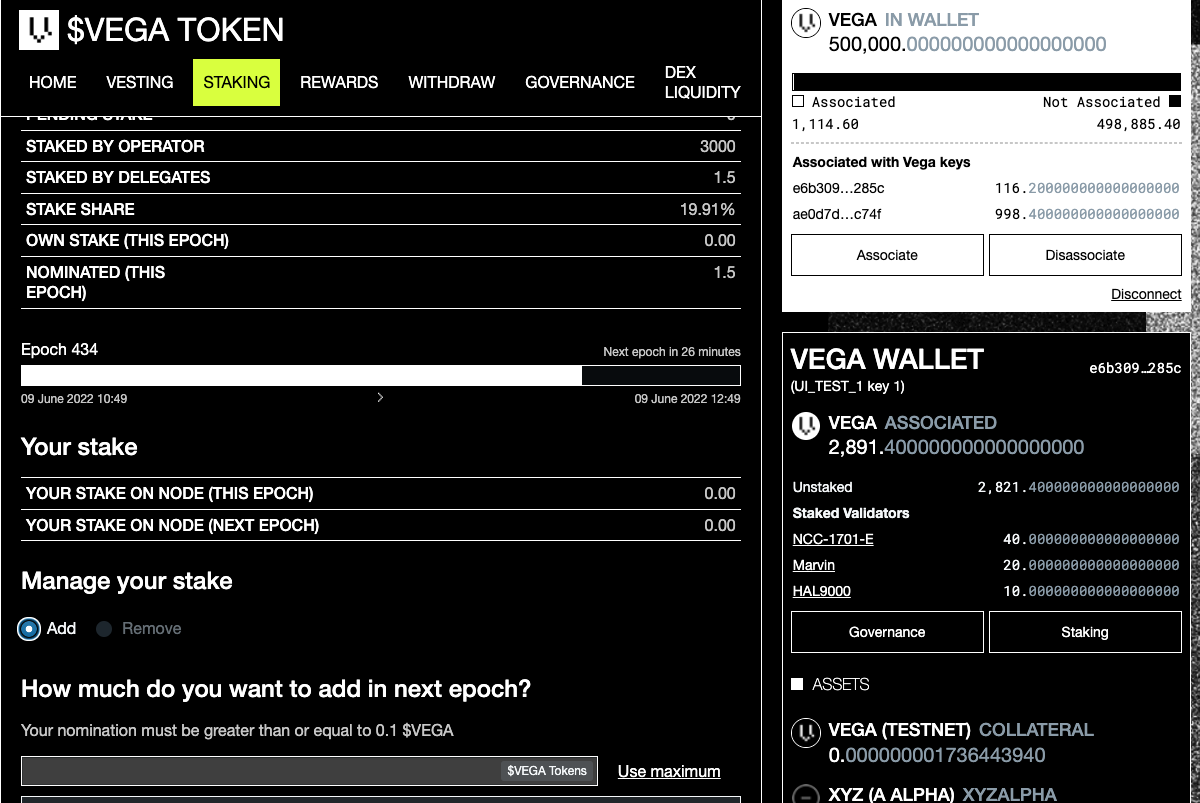 $VEGA TOKEN
HOME VESTING STAKING REWARDS WITHDRAW GOVERNANCE DEX LIQUIDITY
PENDING STAKE
STAKED BY OPERATOR 3000
STAKED BY DELEGATES 1.5
STAKE SHARE 19.91%
OWN STAKE (THIS EPOCH) 0.00
NOMINATED (THIS 1.5
EPOCH)
Epoch 434 Next epoch in 26 minutes
09 June 2022 10:49 09 June 2022 12:49
Your stake
YOUR STAKE ON NODE (THIS EPOCH) 0.00
YOUR STAKE ON NODE (NEXT EPOCH) 0.00
Manage your stake
Add Remove
How much do you want to add in next epoch?
Your nomination must be greater than or equal to 0.1 $VEGA
$VEGA Tokens Use maximum
VEGA IN WALLET
500,000.000000000000000000
Associated Not Associated
1,114.60 498,885.40
Associated with Vega keys
e6b309…285c 116.200000000000000000
ae0d7d…c74f 998.400000000000000000
Associate Disassociate
Disconnect
VEGA WALLET e6b309…285c
(UI_TEST_1 key 1)
VEGA ASSOCIATED
2,891.400000000000000000
Unstaked 2,821.400000000000000000
Staked Validators
NCC-1701-E 40.000000000000000000
Marvin 20.000000000000000000
HAL9000 10.000000000000000000
Governance Staking
ASSETS
VEGA (TESTNET) COLLATERAL
0.000000001736443940
XYZ (Α ALPHA) XYZALPHA